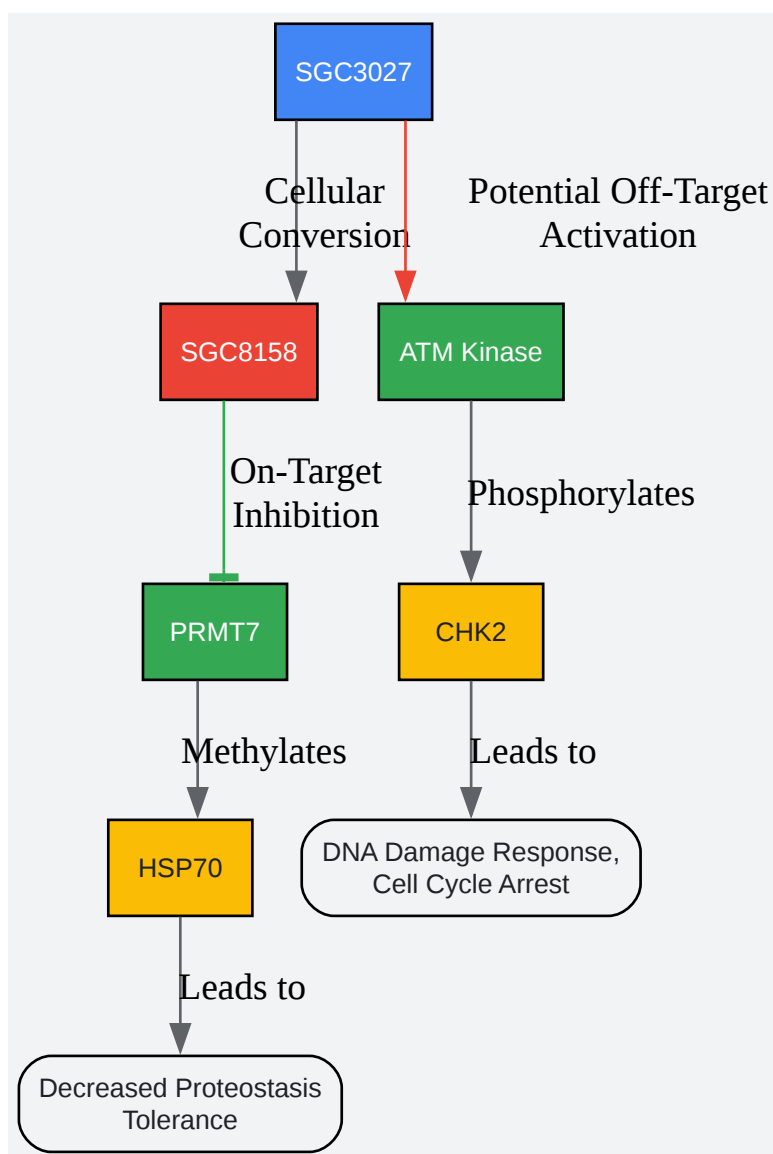 SGC3027
Cellular
Conversion
Potential Off-Target
Activation
SGC8158
ATM Kinase
On-Target
Inhibition
Phosphorylates
PRMT7
CHK2
Methylates
Leads to
HSP70
DNA Damage Response,
Cell Cycle Arrest
Leads to
Decreased Proteostasis
Tolerance